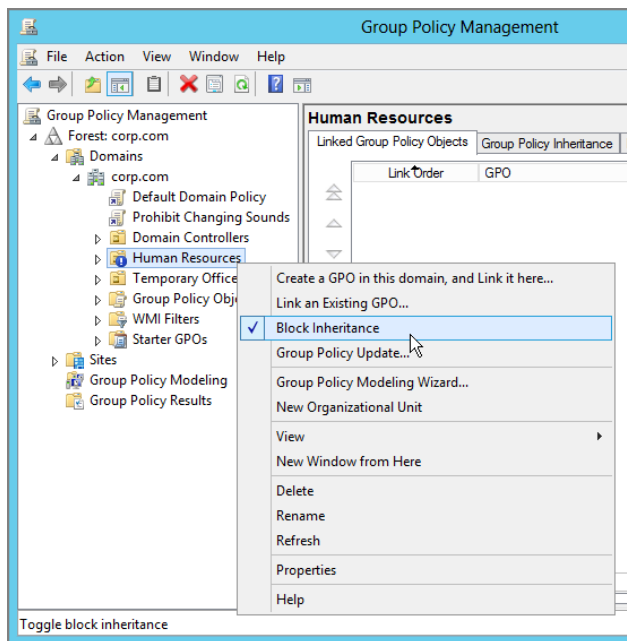 Group Policy Management
File Action View Window Help
Group Policy Management
Forest: corp.com
Domains
corp.com
Default Domain Policy
Prohibit Changing Sounds
Domain Controllers
Human Resources
Temporary Office
Group Policy Obje
WMI Filters
Starter GPOs
Sites
Group Policy Modeling
Group Policy Results
Human Resources
Linked Group Policy Objects Group Policy Inheritance
Link Order GPO
Create a GPO in this domain, and Link it here...
Link an Existing GPO...
Block Inheritance
Group Policy Update...
Group Policy Modeling Wizard...
New Organizational Unit
View
New Window from Here
Delete
Rename
Refresh
Properties
Help
Toggle block inheritance